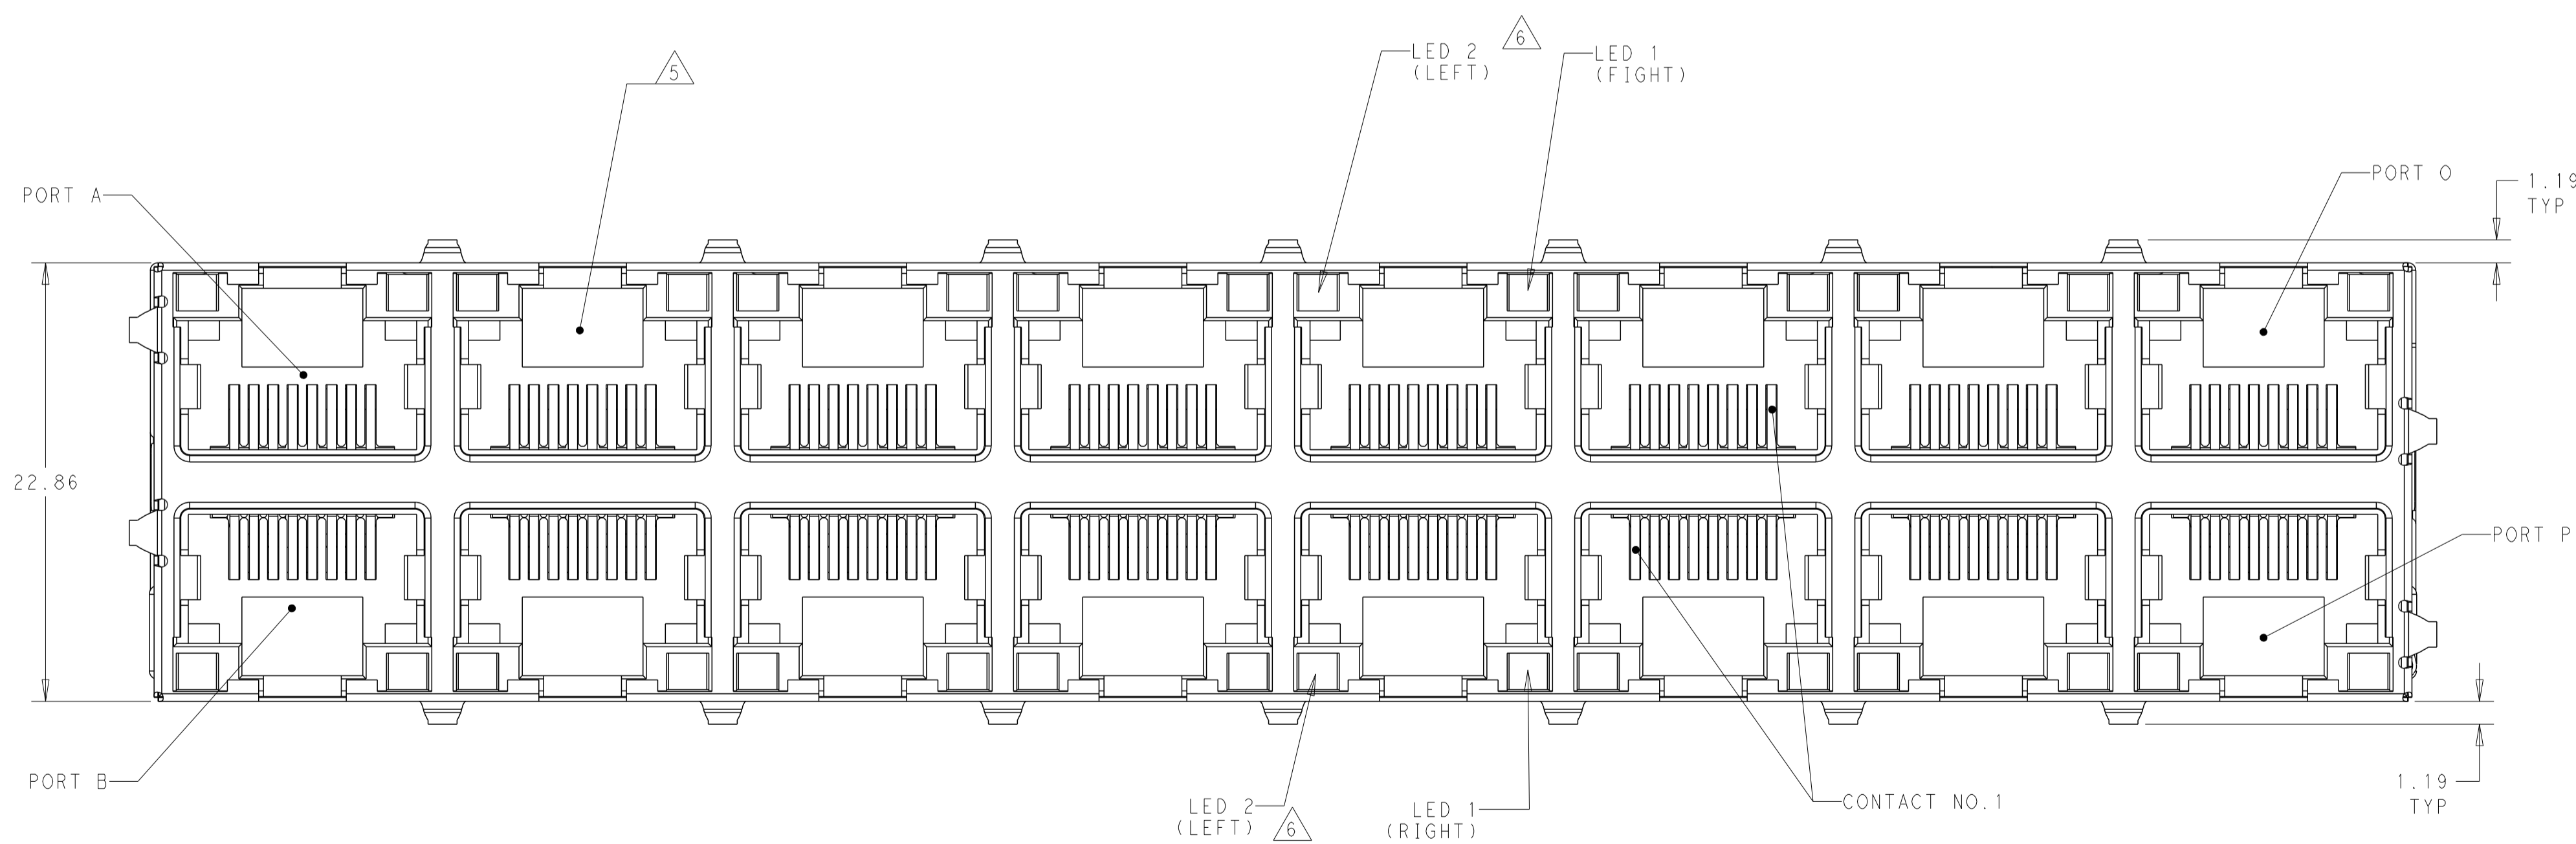 5
LED 2
(LEFT)
6
LED 1
(FIGHT)
PORT A
PORT O
1.19
TYP
22.86
PORT P
PORT B
LED 2
(LEFT)
6
LED 1
(RIGHT)
CONTACT NO.1
1.19
TYP